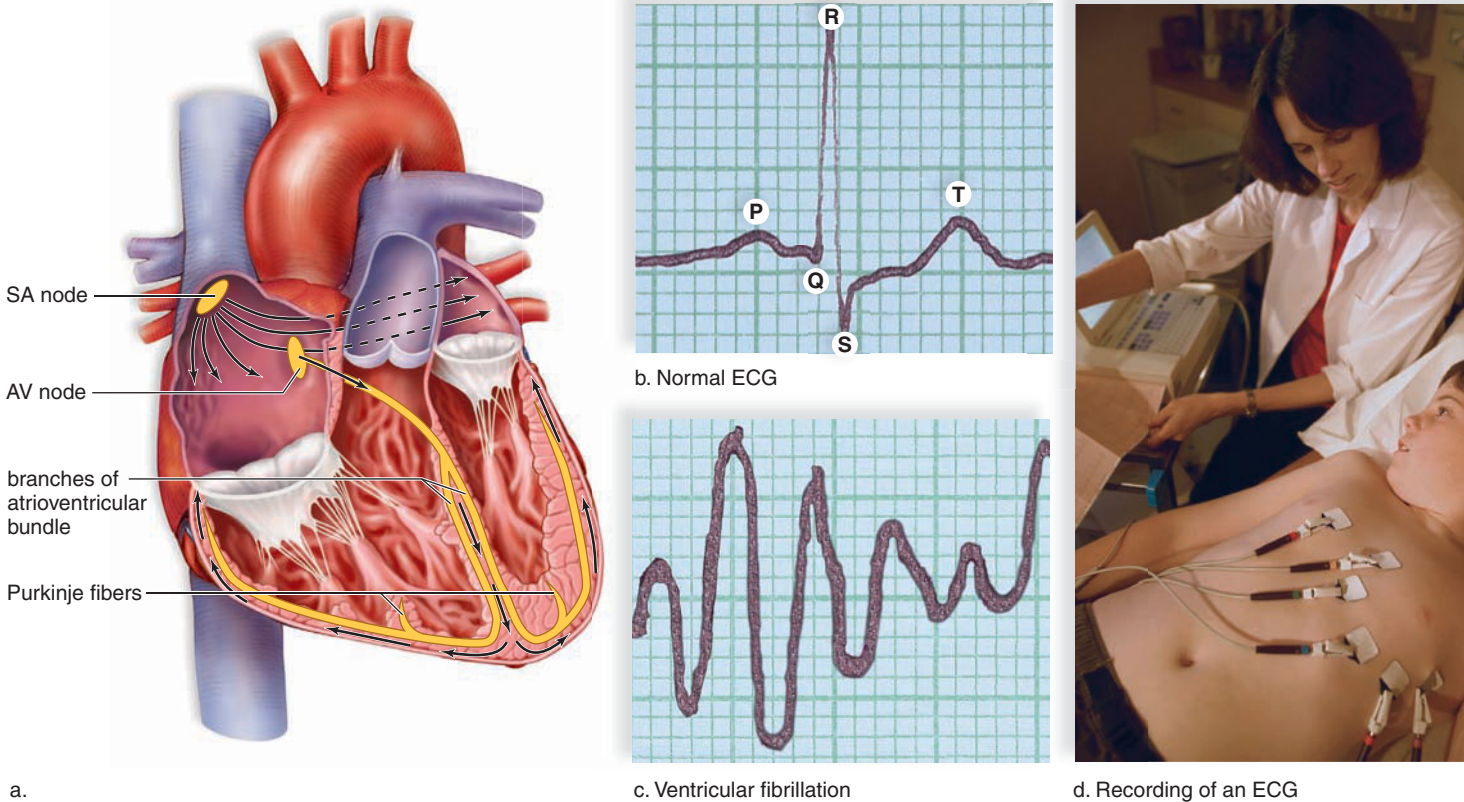 SA node
AV node
branches of
atrioventricular
bundle
Purkinje fibers
a.
R
P
T
Q
S
b. Normal ECG
c. Ventricular fibrillation
d. Recording of an ECG